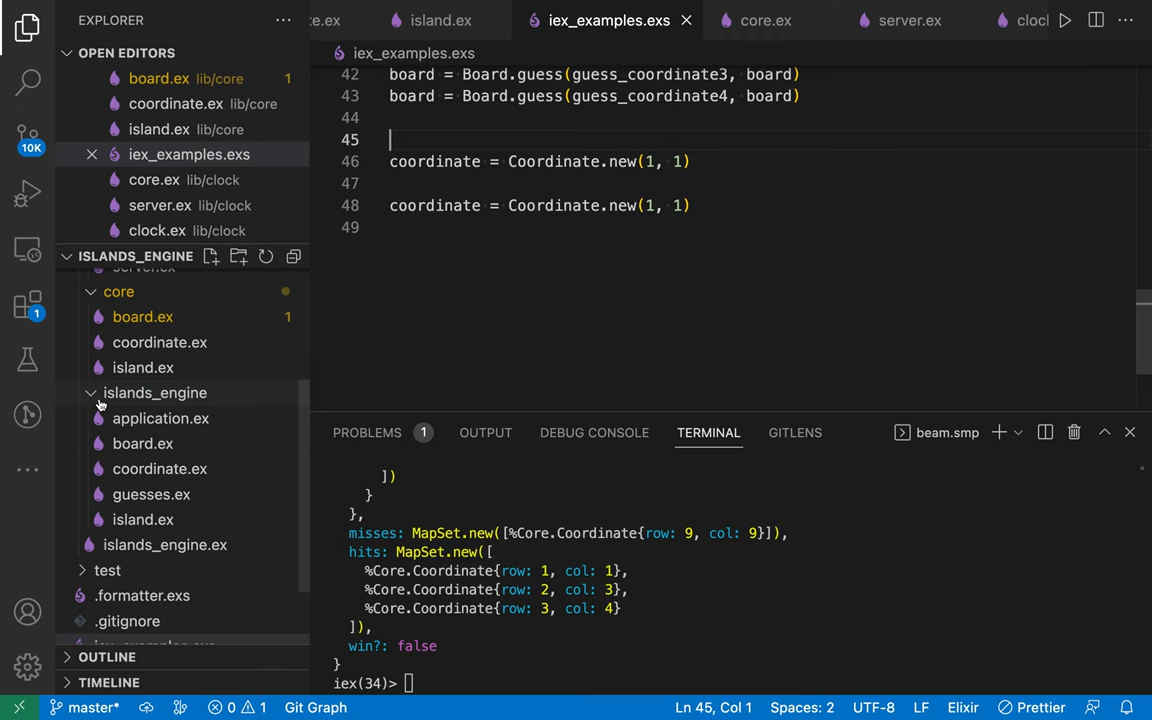 EXPLORER
te.ex
island.ex
iex_examples.exs
core.ex
server.ex
OPEN EDITORS
board.ex lib/core 1
coordinate.ex lib/core
island.ex lib/core
iex_examples.exs
core.ex lib/clock
server.ex lib/clock
clock.ex lib/clock
10K
1
ISLANDS_ENGINE
server.ex
core
board.ex 1
coordinate.ex
island.ex
islands_engine
application.ex
board.ex
coordinate.ex
guesses.ex
island.ex
islands_engine.ex
test
.formatter.exs
.gitignore
iex_examples.exs
OUTLINE
TIMELINE
iex_examples.exs
42 board = Board.guess(guess_coordinate3, board)
43 board = Board.guess(guess_coordinate4, board)
44
45
46 coordinate = Coordinate.new(1, 1)
47
48 coordinate = Coordinate.new(1, 1)
49
PROBLEMS 1 OUTPUT DEBUG CONSOLE TERMINAL GITLENS beam.smp
])
}
},
misses: MapSet.new([%Core.Coordinate{row: 9, col: 9}]),
hits: MapSet.new([
%Core.Coordinate{row: 1, col: 1},
%Core.Coordinate{row: 2, col: 3},
%Core.Coordinate{row: 3, col: 4}
]),
win?: false
}
iex(34)>
master* 0 1 Git Graph Ln 45, Col 1 Spaces: 2 UTF-8 LF Elixir Prettier